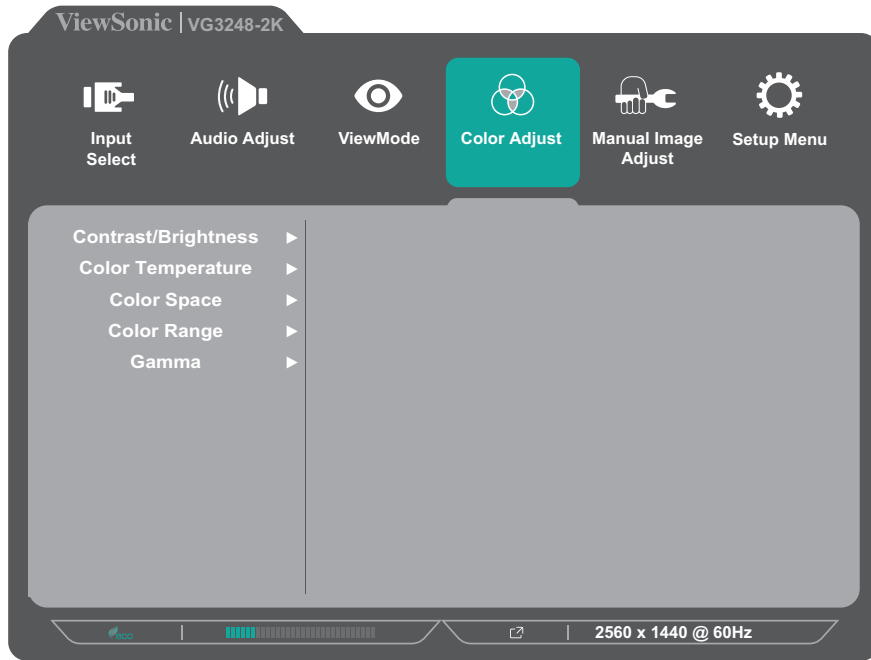 ViewSonic | VG3248-2K
Input
Select
Audio Adjust
ViewMode
Color Adjust
Manual Image
Adjust
Setup Menu
Contrast/Brightness
Color Temperature
Color Space
Color Range
Gamma
eco
2560 x 1440 @ 60Hz